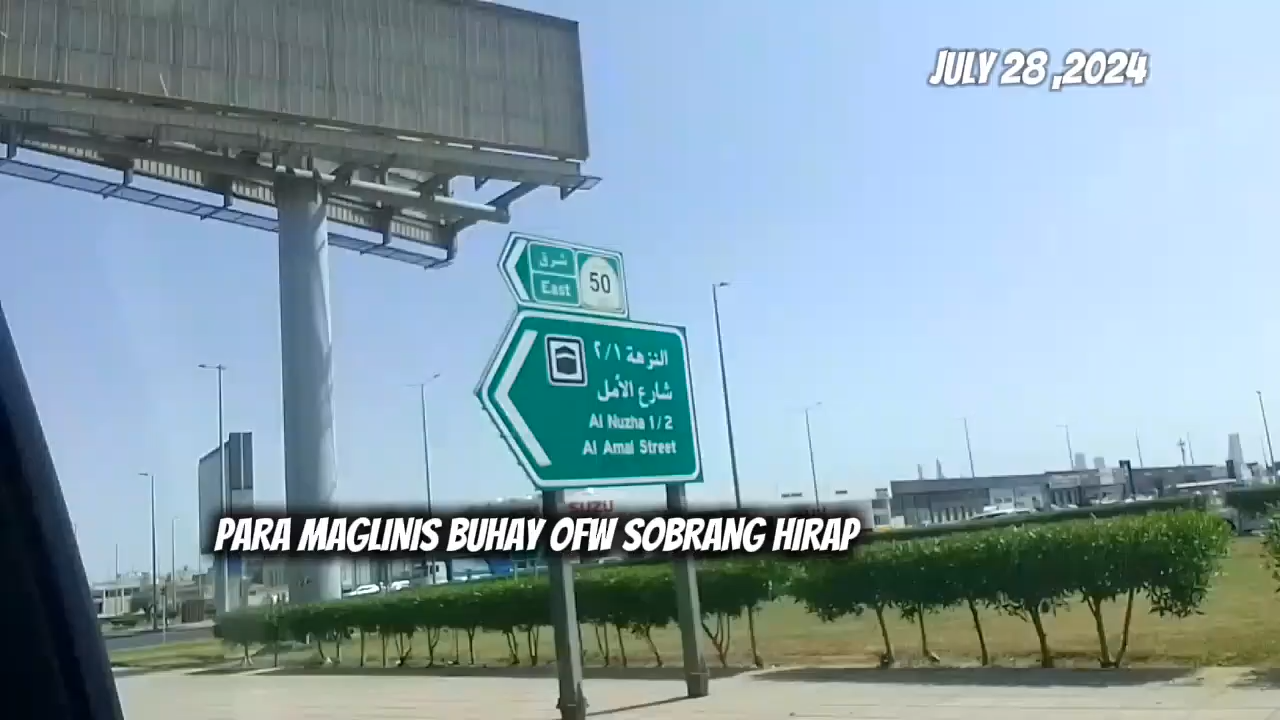 JULY 28 ,2024
شرق
East
50
النزهة ٢/١
شارع الأمل
Al Nuzha 1/2
Al Amal Street
SUZU
PARA MAGLINIS BUHAY OFW SOBRANG HIRAP